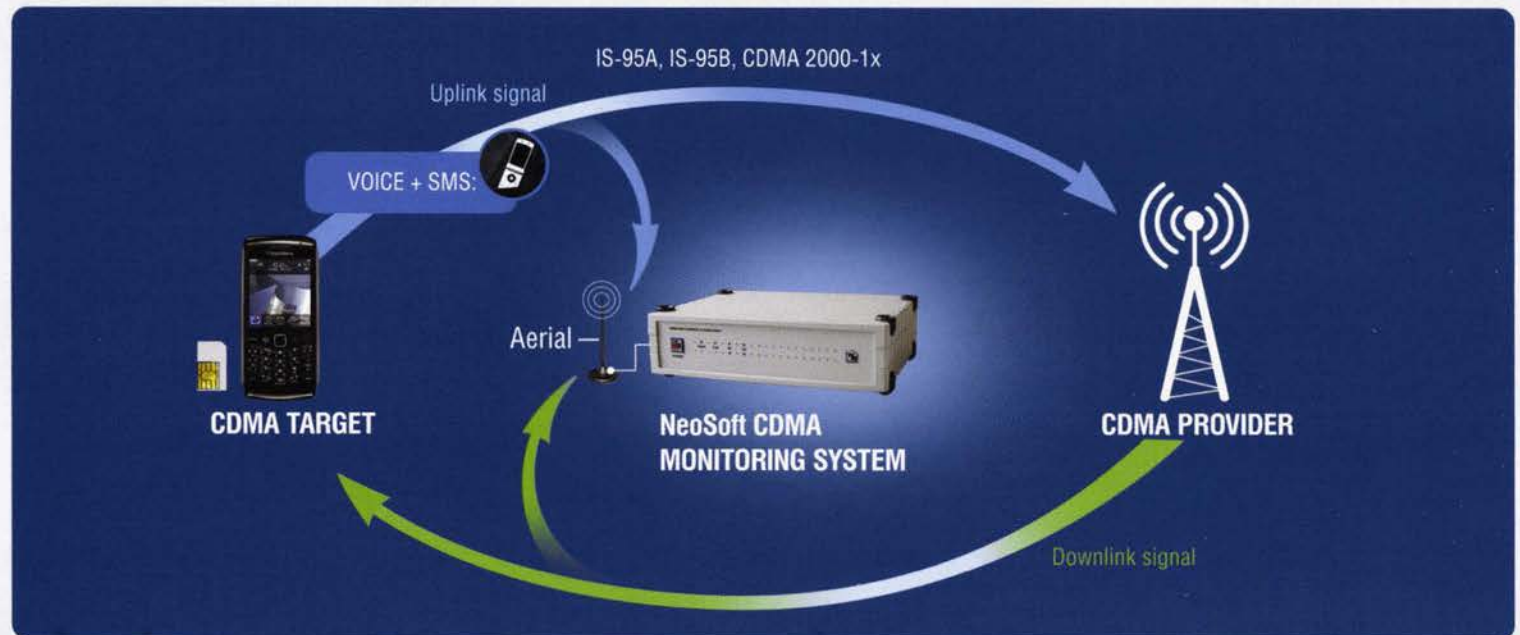 IS-95A, IS-95B, CDMA 2000-1x
Uplink signal
VOICE + SMS:
Aerial
CDMA TARGET
NeoSoft CDMA
MONITORING SYSTEM
CDMA PROVIDER
Downlink signal